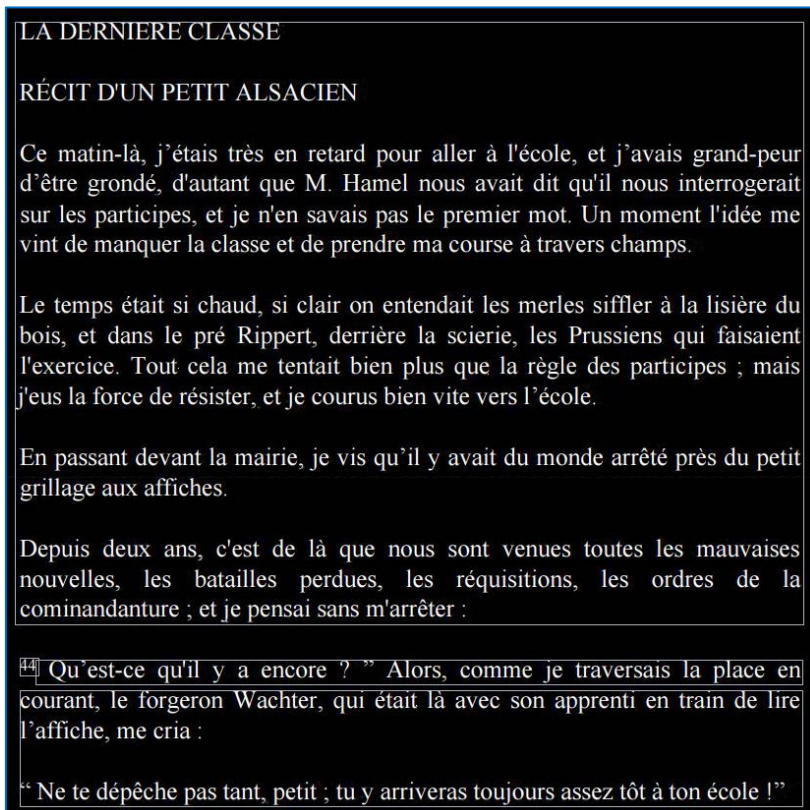 LA DERNIERE CLASSE
RÉCIT D'UN PETIT ALSACIEN
Ce matin-là, j’étais très en retard pour aller à l'école, et j’avais grand-peur
d’être grondé, d'autant que M. Hamel nous avait dit qu'il nous interrogerait
sur les participes, et je n'en savais pas le premier mot. Un moment l'idée me
vint de manquer la classe et de prendre ma course à travers champs.
Le temps était si chaud, si clair on entendait les merles siffler à la lisière du
bois, et dans le pré Rippert, derrière la scierie, les Prussiens qui faisaient
l'exercice. Tout cela me tentait bien plus que la règle des participes ; mais
j'eus la force de résister, et je courus bien vite vers l’école.
En passant devant la mairie, je vis qu’il y avait du monde arrêté près du petit
grillage aux affiches.
Depuis deux ans, c'est de là que nous sont venues toutes les mauvaises
nouvelles, les batailles perdues, les réquisitions, les ordres de la
cominandanture ; et je pensai sans m'arrêter :
44 Qu’est-ce qu'il y a encore ? ” Alors, comme je traversais la place en
courant, le forgeron Wachter, qui était là avec son apprenti en train de lire
l’affiche, me cria :
“ Ne te dépêche pas tant, petit ; tu y arriveras toujours assez tôt à ton école !”